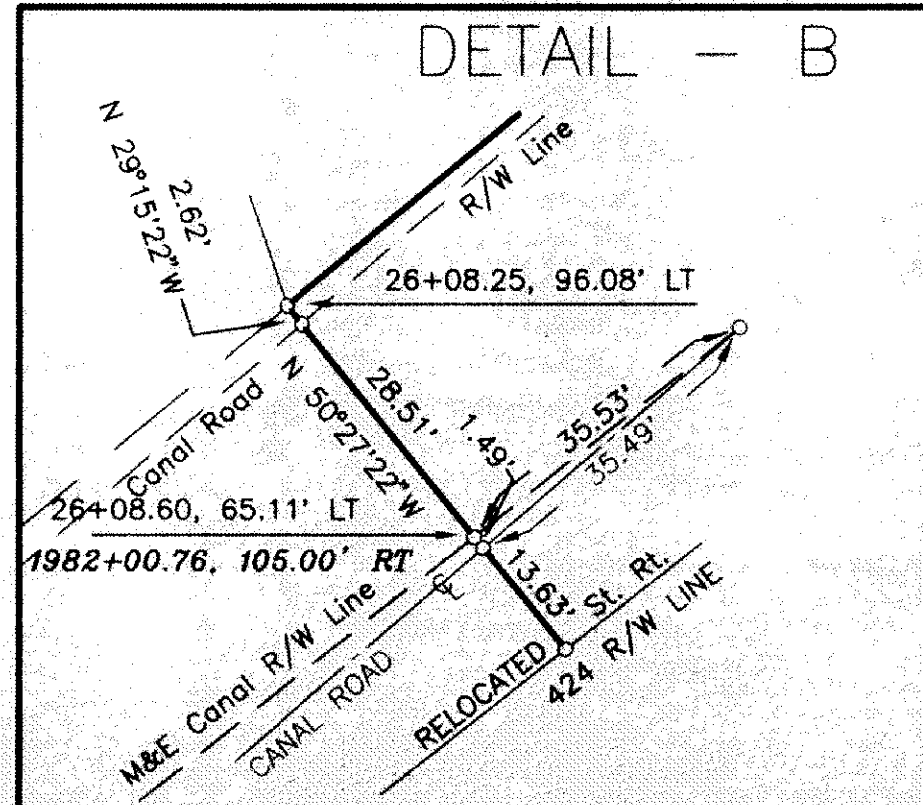 DETAIL - B
N 29°15'22" W
2.62'
R/W Line
26+08.25, 96.08' LT
Canal Road
N 50°27'22" W
28.51'
1.49'
35.53'
35.49'
26+08.60, 65.11' LT
1982+00.76, 105.00' RT
13.63'
M&E Canal R/W Line
℄
CANAL ROAD
RELOCATED St. Rt.
424 R/W LINE